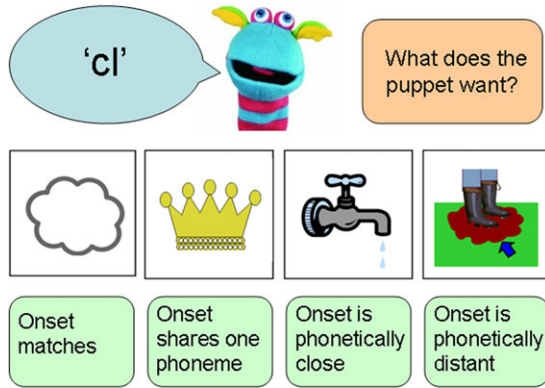 'cl'
What does the
puppet want?
Onset
matches
Onset
shares one
phoneme
Onset is
phonetically
close
Onset is
phonetically
distant